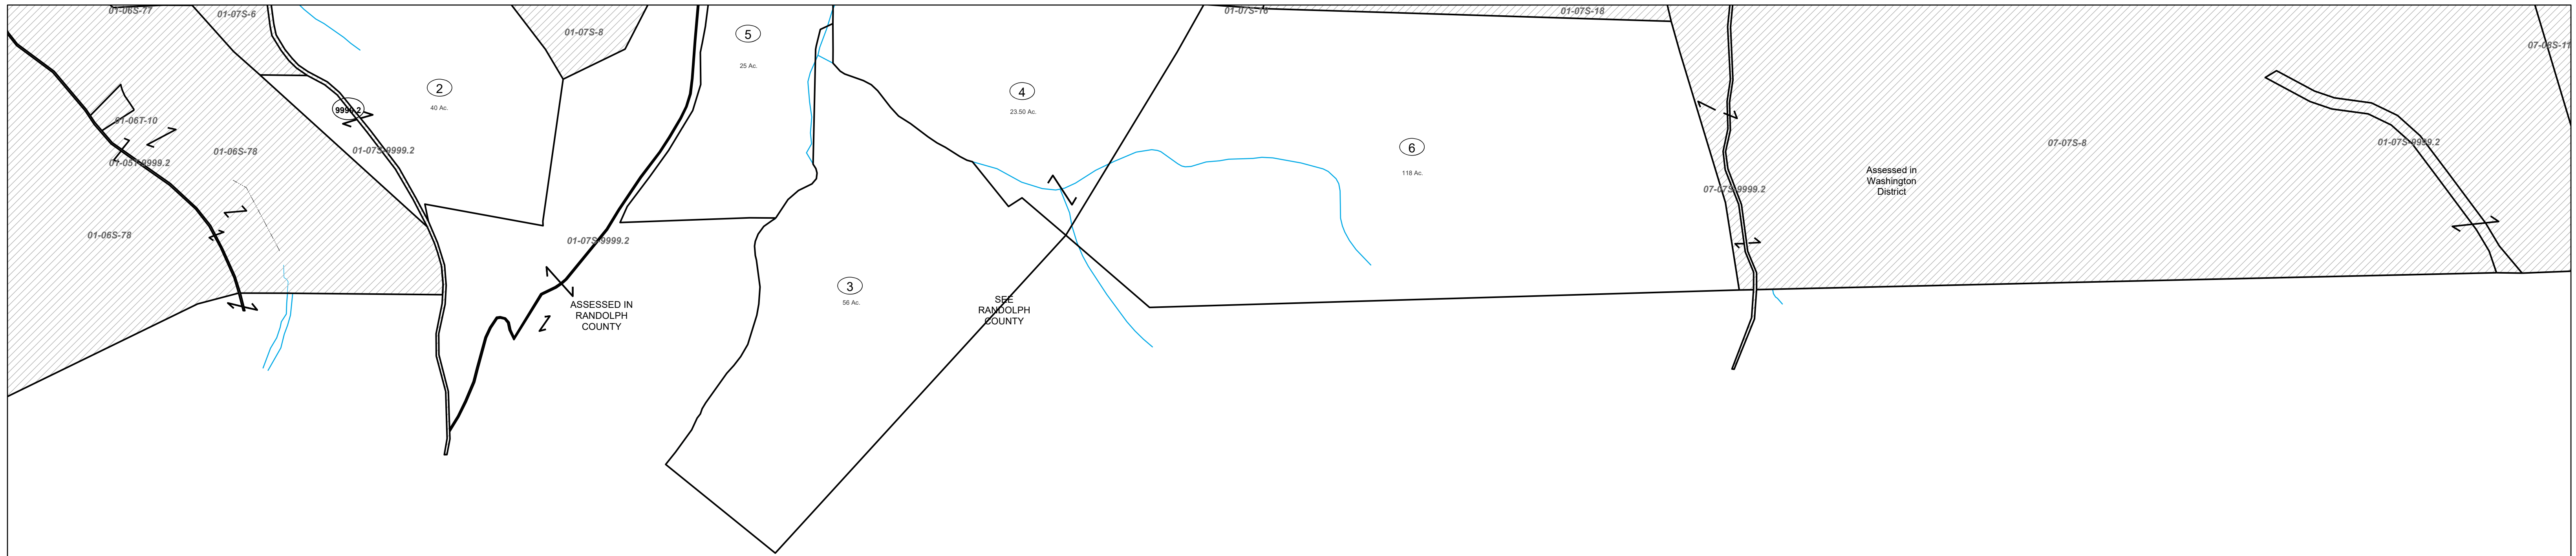 01-06S-77
01-07S-6
01-07S-8
01-07S-16
01-07S-18
07-08S-11
5
25 Ac.
2
40 Ac.
4
23.50 Ac.
9999.2
01-06T-10
01-06S-78
01-07S-9999.2
01-05T-9999.2
6
118 Ac.
07-07S-8
01-07S-9999.2
Assessed in
Washington
District
07-07S-9999.2
01-06S-78
01-07S-9999.2
3
56 Ac.
ASSESSED IN
RANDOLPH
COUNTY
SEE
RANDOLPH
COUNTY